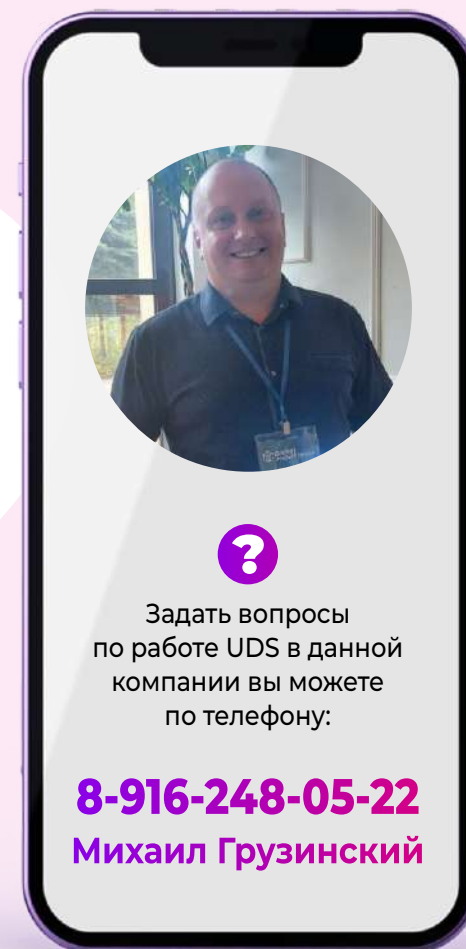 ?
Задать вопросы
по работе UDS в данной
компании вы можете
по телефону:
8-916-248-05-22
Михаил Грузинский